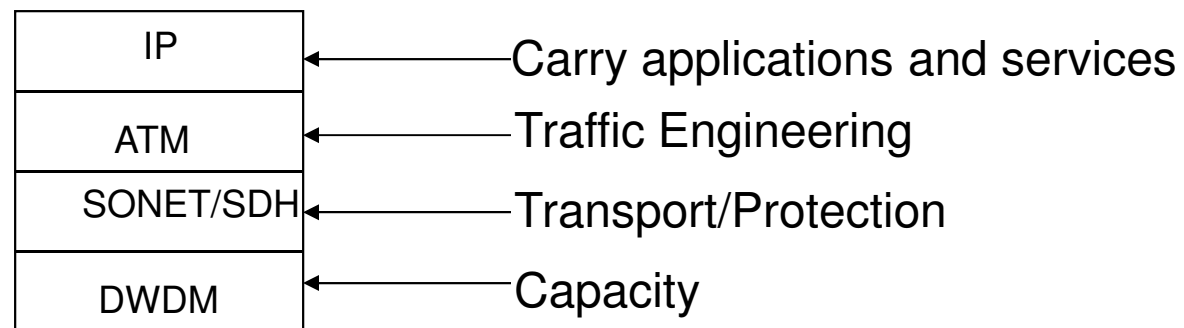 IP
Carry applications and services
ATM
Traffic Engineering
SONET/SDH
Transport/Protection
DWDM
Capacity